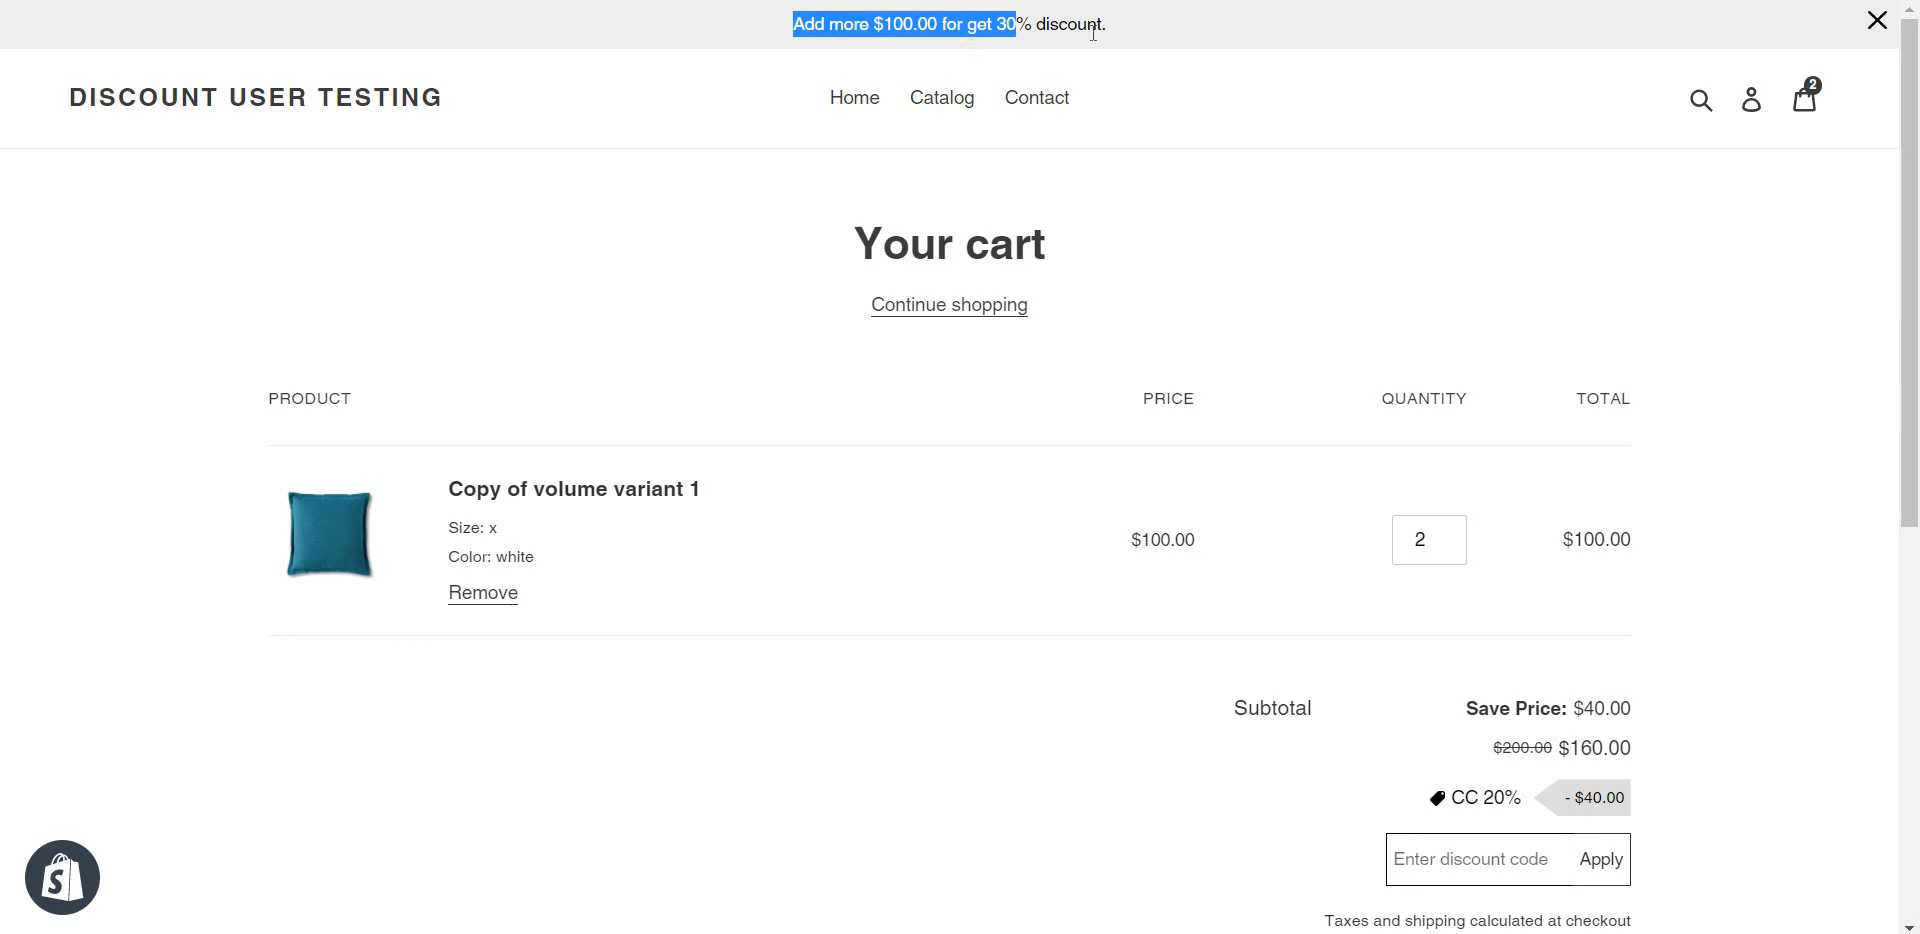 Add more $100.00 for get 30% discount.
DISCOUNT USER TESTING
Home Catalog Contact
2
Your cart
Continue shopping
PRODUCT PRICE QUANTITY TOTAL
Copy of volume variant 1
Size: x
Color: white
Remove
$100.00 2 $100.00
Subtotal Save Price: $40.00
$200.00 $160.00
CC 20% - $40.00
Enter discount code Apply
Taxes and shipping calculated at checkout